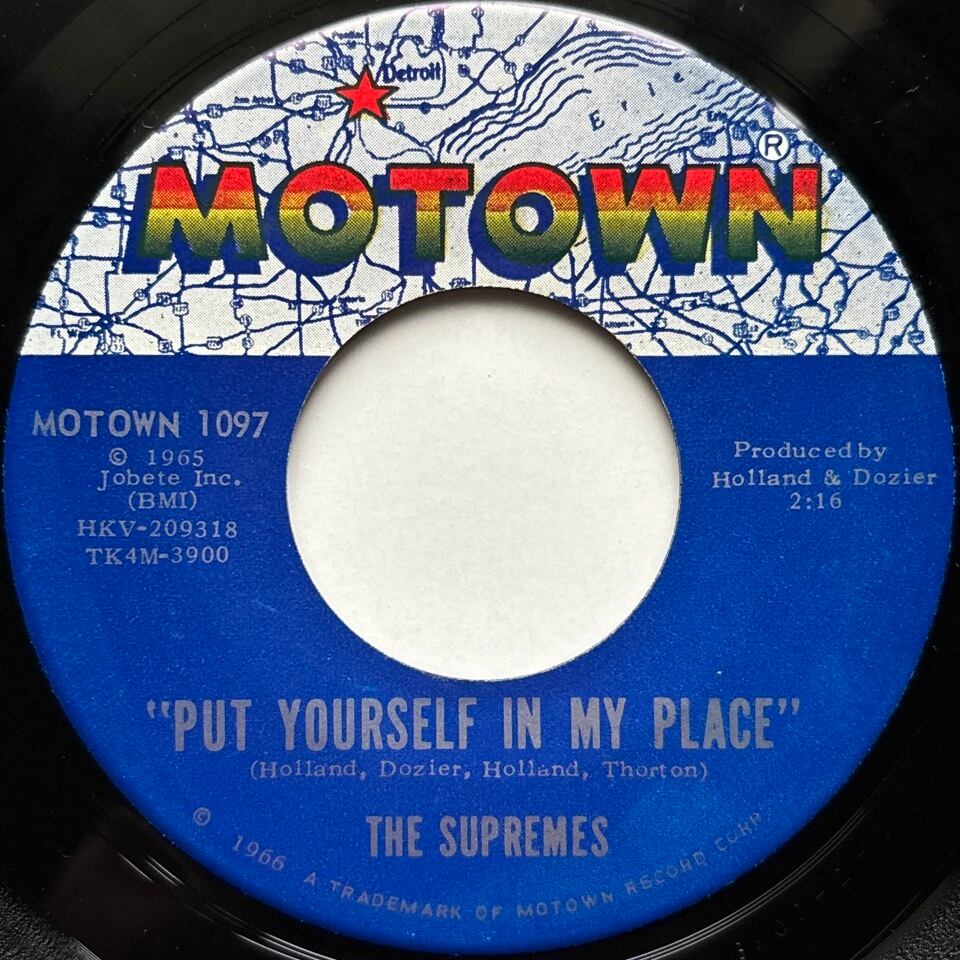 Detroit
Erie
MOTOWN®
MOTOWN 1097
© 1965
Jobete Inc.
(BMI)
HKV-209318
TK4M-3900
Produced by
Holland & Dozier
2:16
"PUT YOURSELF IN MY PLACE"
(Holland, Dozier, Holland, Thorton)
THE SUPREMES
© 1966 A TRADEMARK OF MOTOWN RECORD CORP.